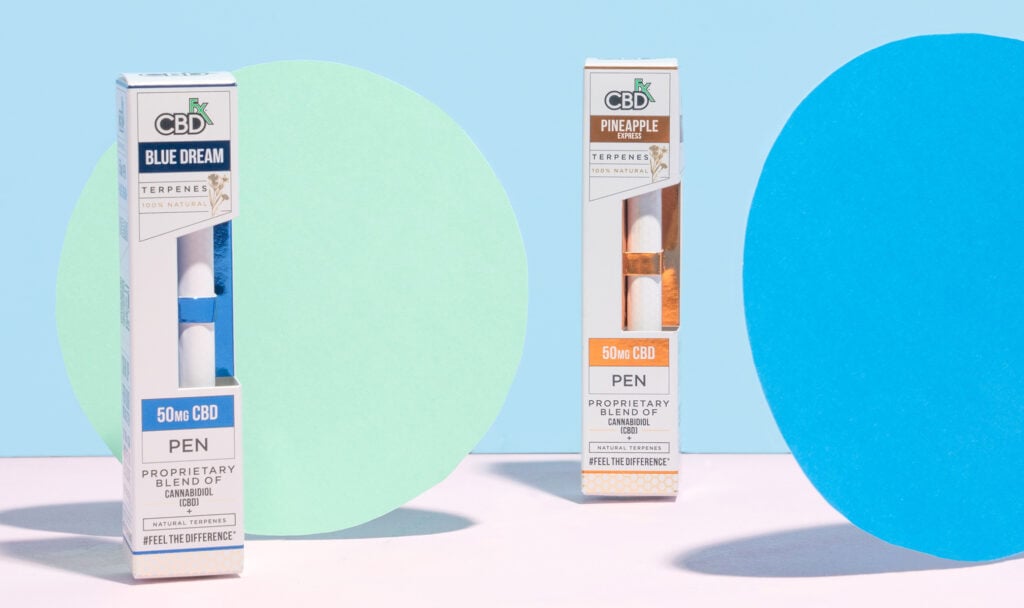 CBD FX
BLUE DREAM
TERPENES
100% NATURAL
50MG CBD
PEN
PROPRIETARY
BLEND OF
CANNABIDIOL
(CBD)
+
NATURAL TERPENES
#FEEL THE DIFFERENCE™
CBD FX
PINEAPPLE
EXPRESS
TERPENES
100% NATURAL
50MG CBD
PEN
PROPRIETARY
BLEND OF
CANNABIDIOL
(CBD)
+
NATURAL TERPENES
#FEEL THE DIFFERENCE™